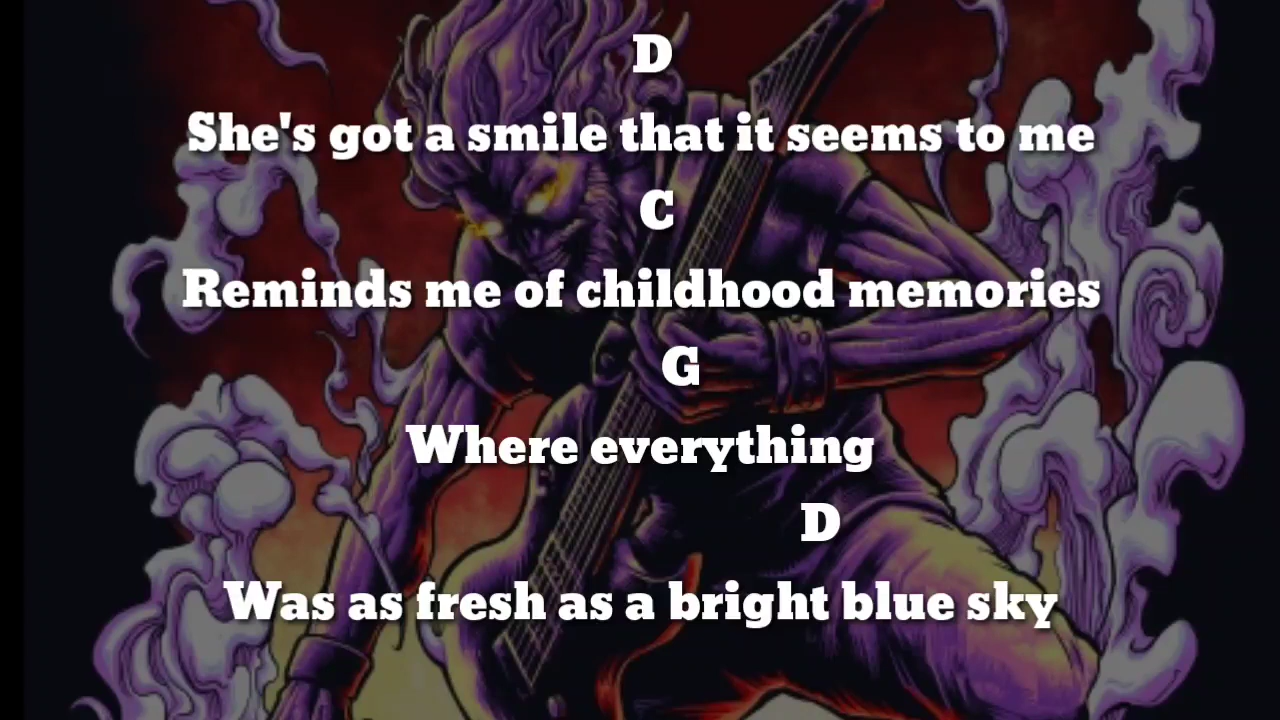 D
She's got a smile that it seems to me
C
Reminds me of childhood memories
G
Where everything
D
Was as fresh as a bright blue sky